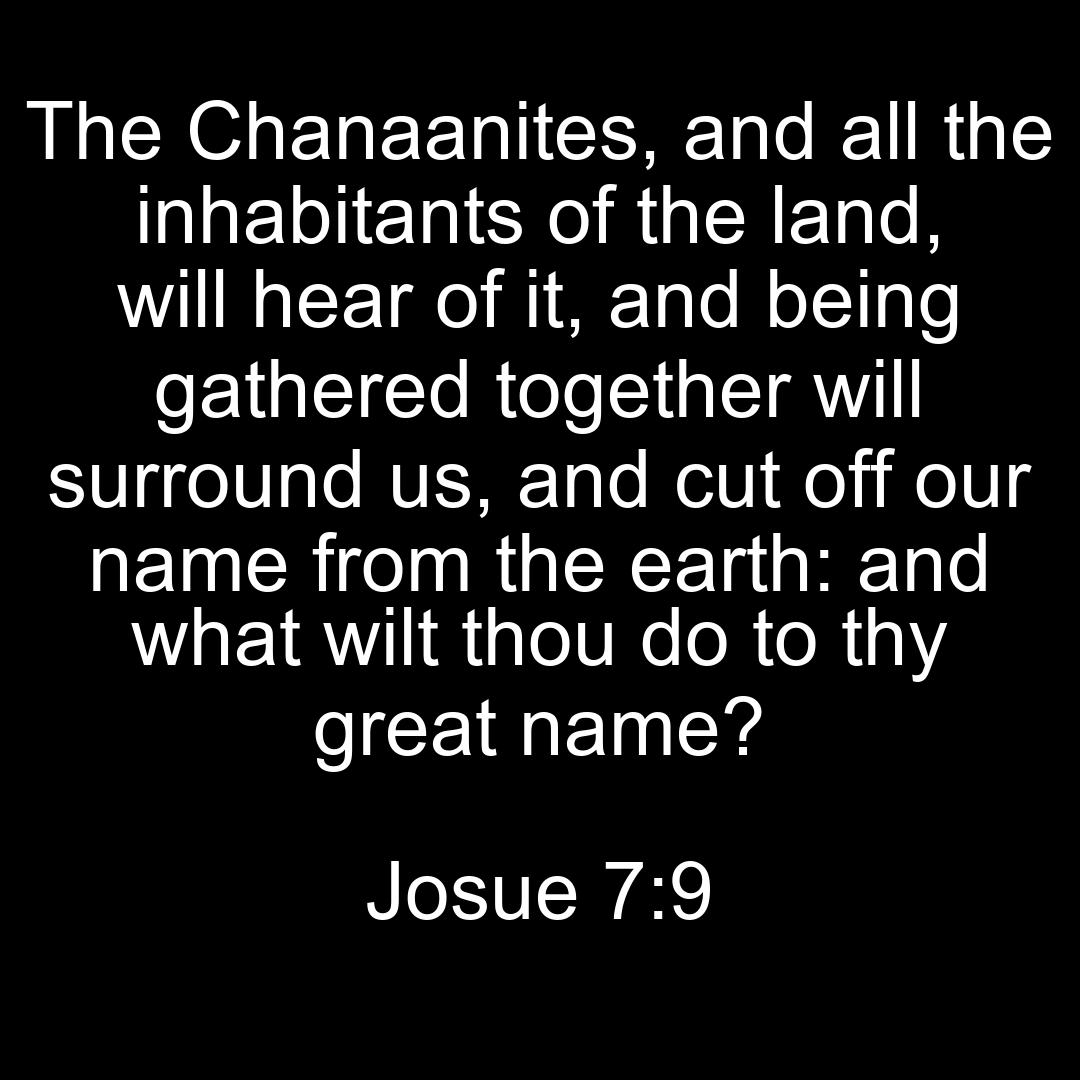 The Chanaanites, and all the
inhabitants of the land,
will hear of it, and being
gathered together will
surround us, and cut off our
name from the earth: and
what wilt thou do to thy
great name?
Josue 7:9